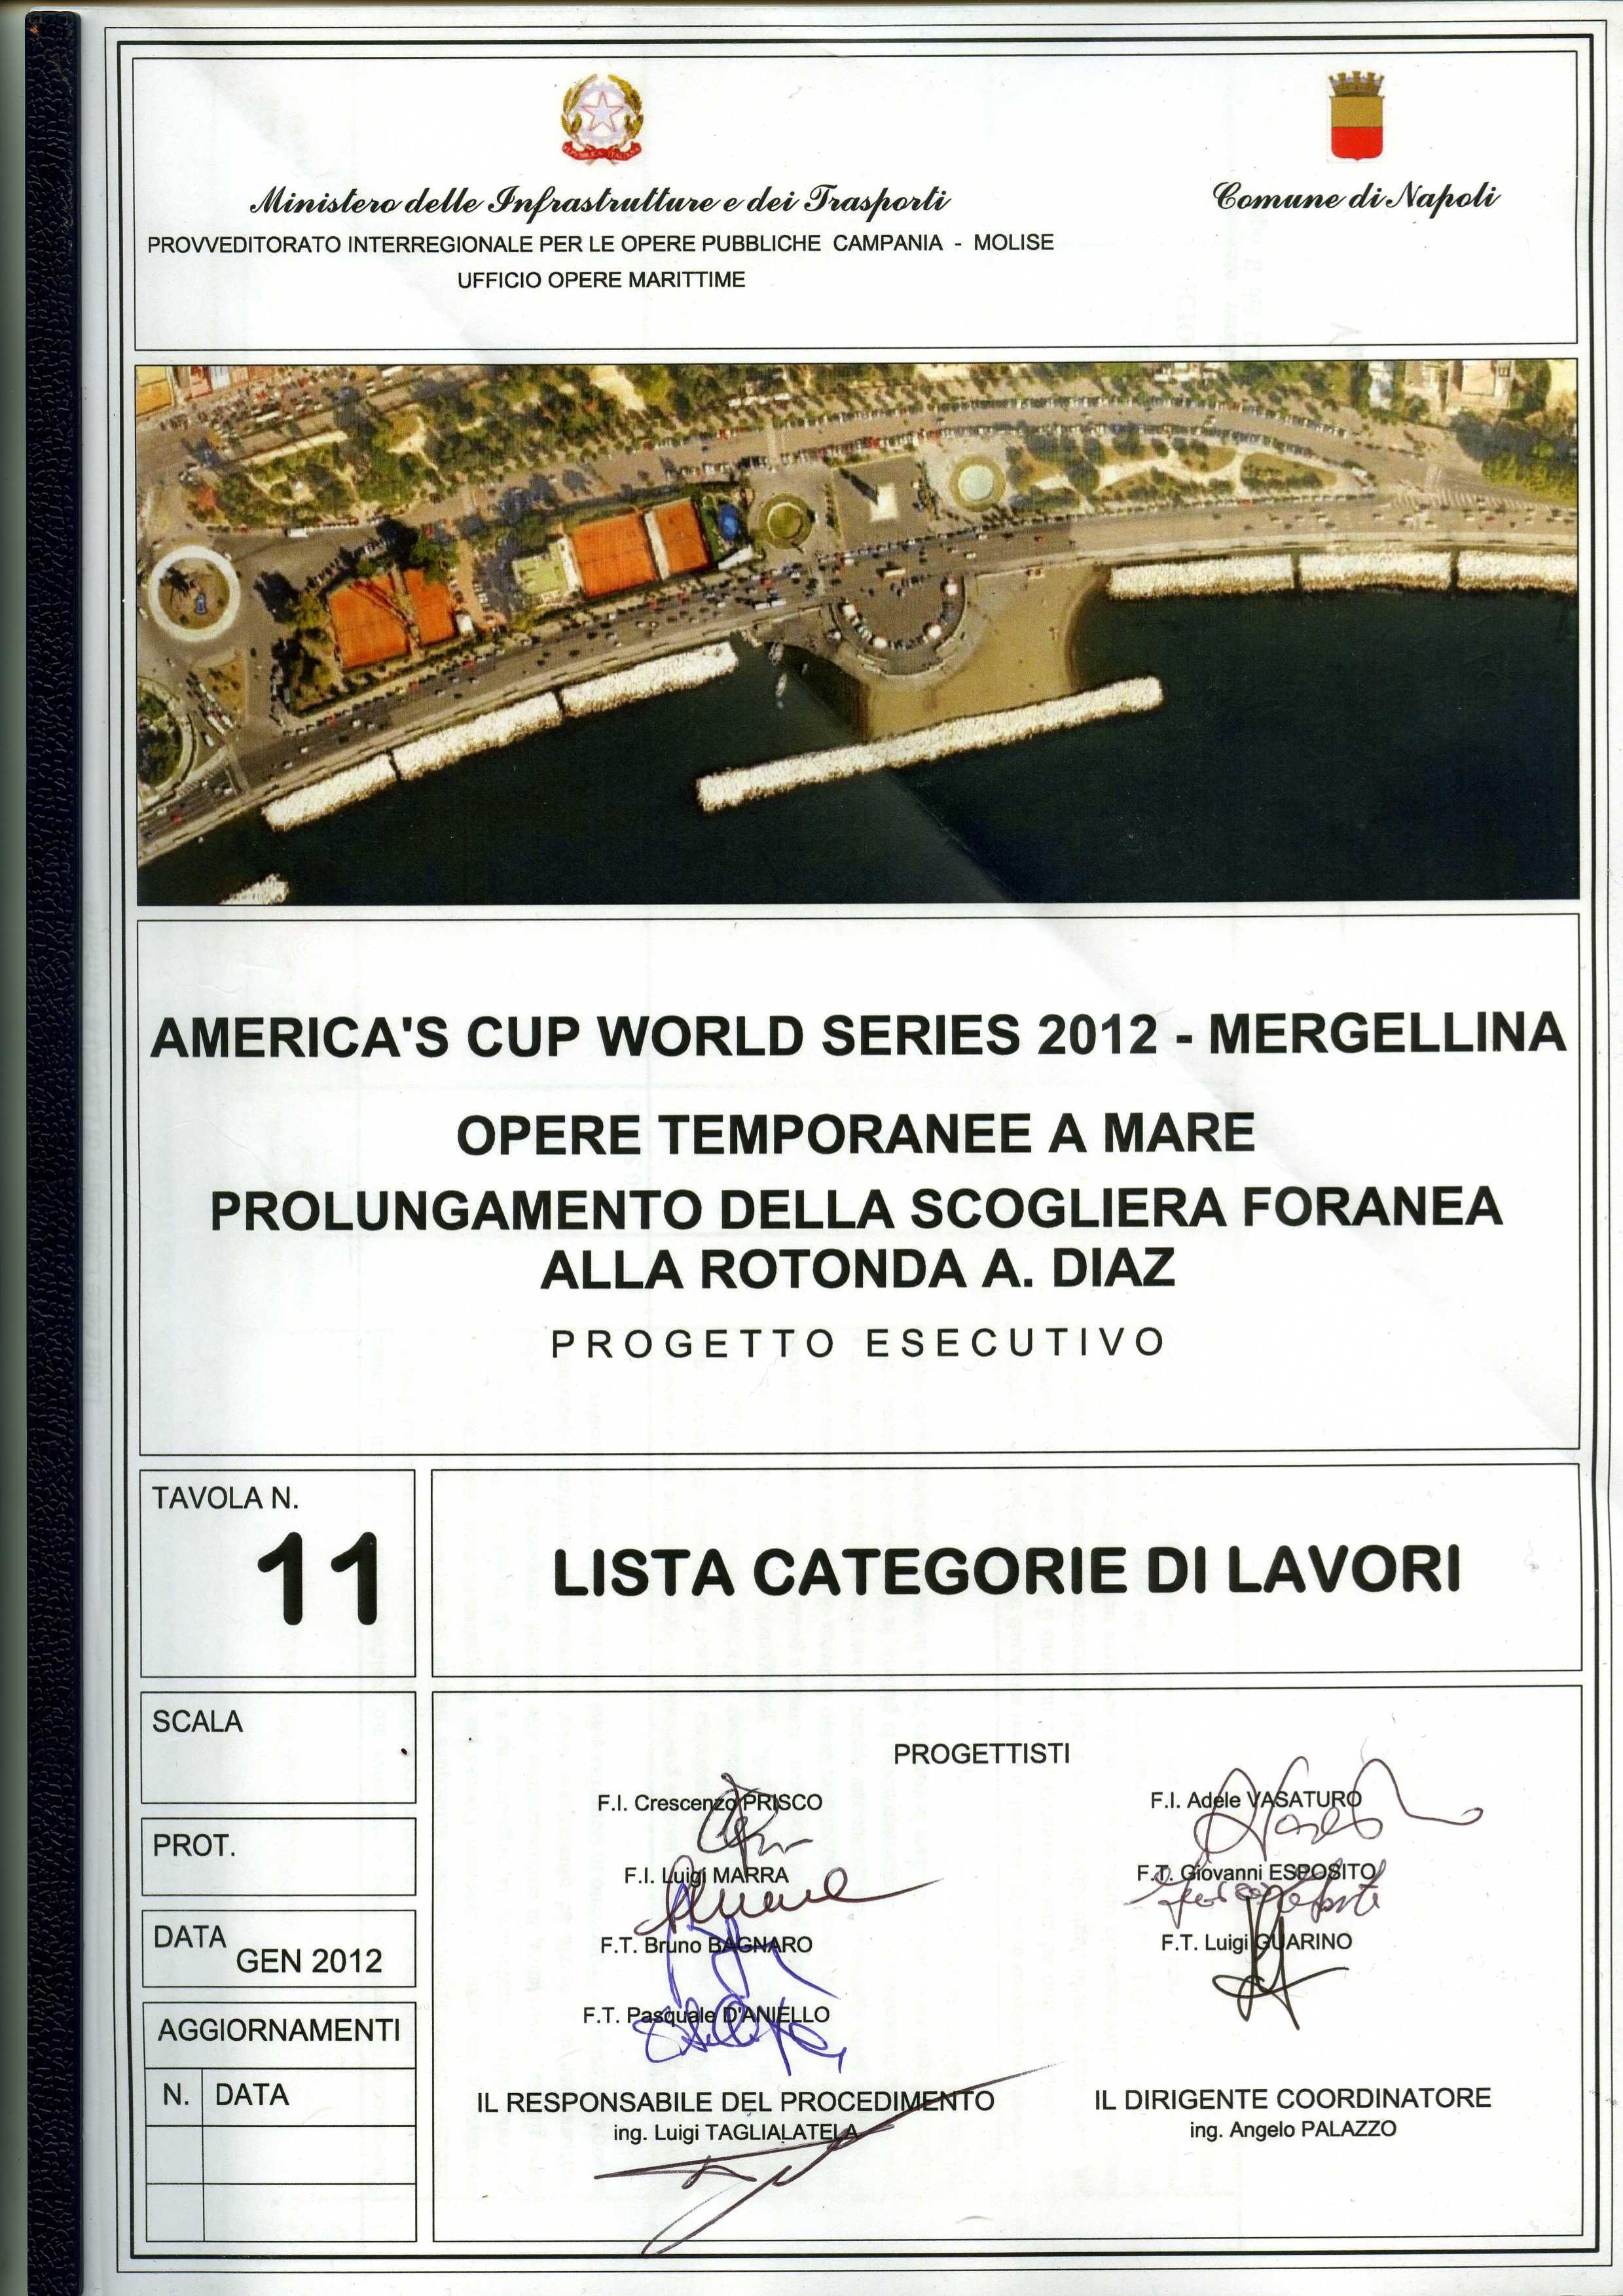 Ministero delle Infrastrutture e dei Trasporti
PROVVEDITORATO INTERREGIONALE PER LE OPERE PUBBLICHE CAMPANIA - MOLISE
UFFICIO OPERE MARITTIME
Comune di Napoli
AMERICA'S CUP WORLD SERIES 2012 - MERGELLINA
OPERE TEMPORANEE A MARE
PROLUNGAMENTO DELLA SCOGLIERA FORANEA
ALLA ROTONDA A. DIAZ
PROGETTO ESECUTIVO
TAVOLA N.
11
LISTA CATEGORIE DI LAVORI
SCALA
PROT.
DATA
GEN 2012
AGGIORNAMENTI
N. DATA
PROGETTISTI
F.I. Crescenzo PRISCO
F.I. Adele VASATURO
F.I. Luigi MARRA
F.T. Giovanni ESPOSITO
F.T. Bruno BAGNARO
F.T. Luigi GUARINO
F.T. Pasquale D'ANIELLO
IL RESPONSABILE DEL PROCEDIMENTO
ing. Luigi TAGLIALATELA
IL DIRIGENTE COORDINATORE
ing. Angelo PALAZZO